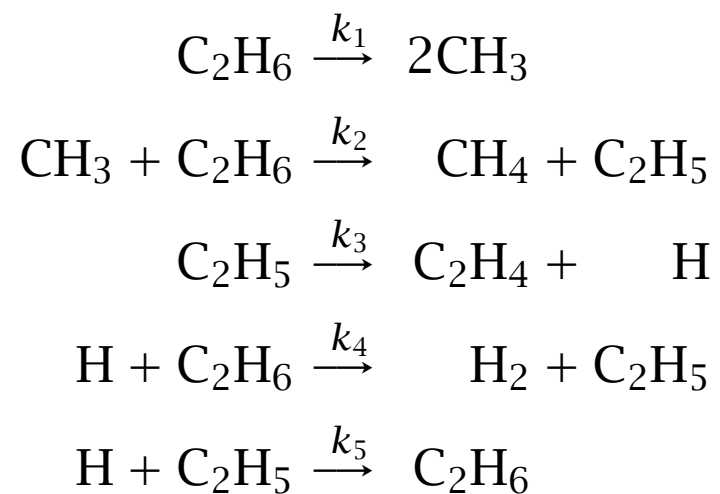 C₂H₆ —k₁→ 2CH₃
CH₃ + C₂H₆ —k₂→ CH₄ + C₂H₅
C₂H₅ —k₃→ C₂H₄ + H
H + C₂H₆ —k₄→ H₂ + C₂H₅
H + C₂H₅ —k₅→ C₂H₆